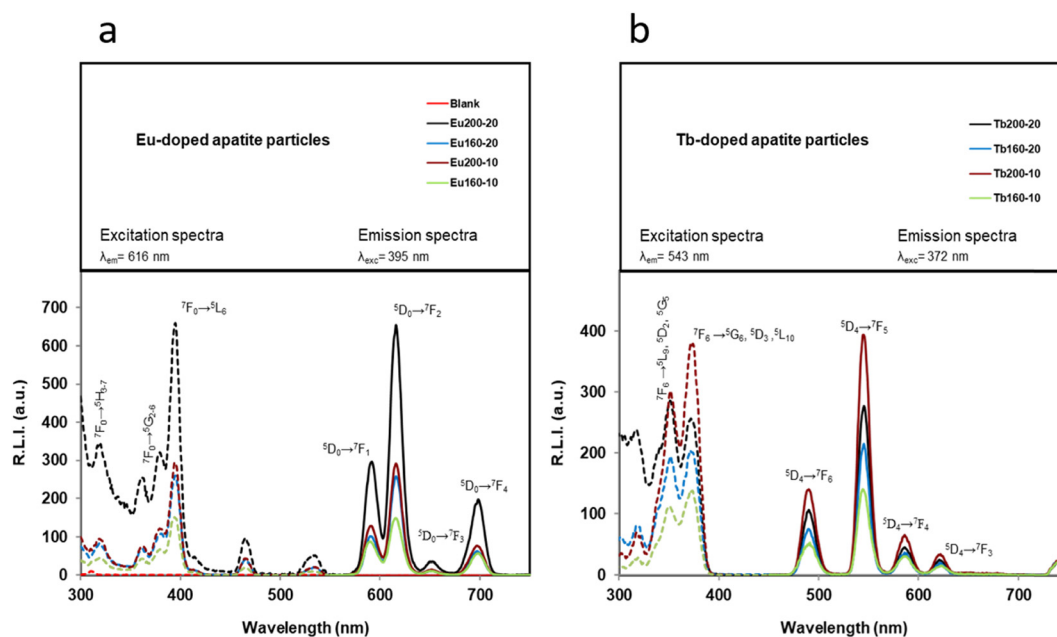 a
Blank
Eu200-20
Eu-doped apatite particles
Eu160-20
Eu200-10
Eu160-10
Excitation spectra
λem= 616 nm
Emission spectra
λexc= 395 nm
700
600
500
400
300
200
100
0
R.L.I. (a.u.)
⁷F₀→⁵H₃₋₇
⁷F₀→⁵G₂₋₆
⁷F₀→⁵L₆
⁵D₀→⁷F₁
⁵D₀→⁷F₂
⁵D₀→⁷F₃
⁵D₀→⁷F₄
300 400 500 600 700
Wavelength (nm)
b
Tb200-20
Tb-doped apatite particles
Tb160-20
Tb200-10
Tb160-10
Excitation spectra
λem= 543 nm
Emission spectra
λexc= 372 nm
400
300
200
100
0
R.L.I. (a.u.)
⁷F₆→⁵L₉, ⁵D₂, ⁵G₅
⁷F₆→⁵G₆, ⁵D₃ ,⁵L₁₀
⁵D₄→⁷F₆
⁵D₄→⁷F₅
⁵D₄→⁷F₄
⁵D₄→⁷F₃
300 400 500 600 700
Wavelength (nm)